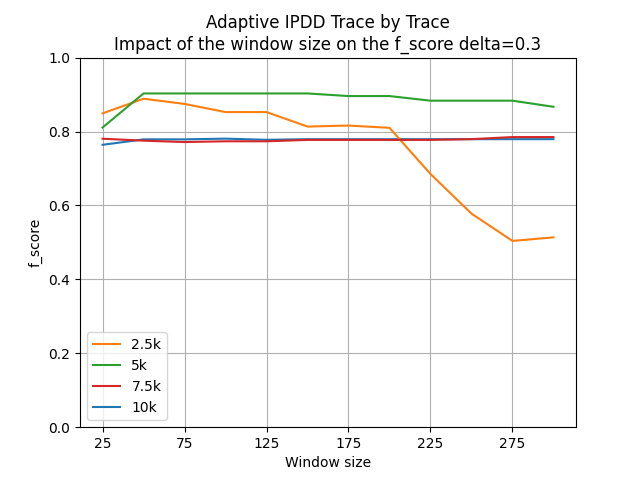 Adaptive IPDD Trace by Trace
Impact of the window size on the f_score delta=0.3
1.0
0.8
0.6
0.4
0.2
0.0
f_score
2.5k
5k
7.5k
10k
25
75
125
175
225
275
Window size